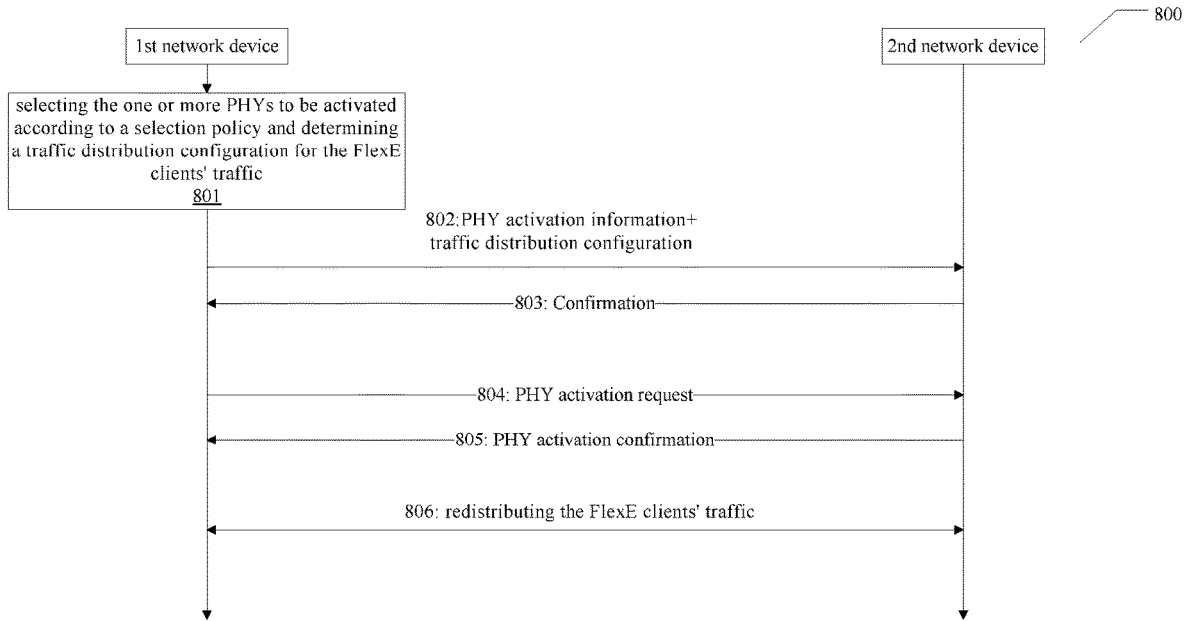 800
1st network device
2nd network device
selecting the one or more PHYs to be activated
according to a selection policy and determining
a traffic distribution configuration for the FlexE
clients' traffic
801
802:PHY activation information+
traffic distribution configuration
803: Confirmation
804: PHY activation request
805: PHY activation confirmation
806: redistributing the FlexE clients' traffic